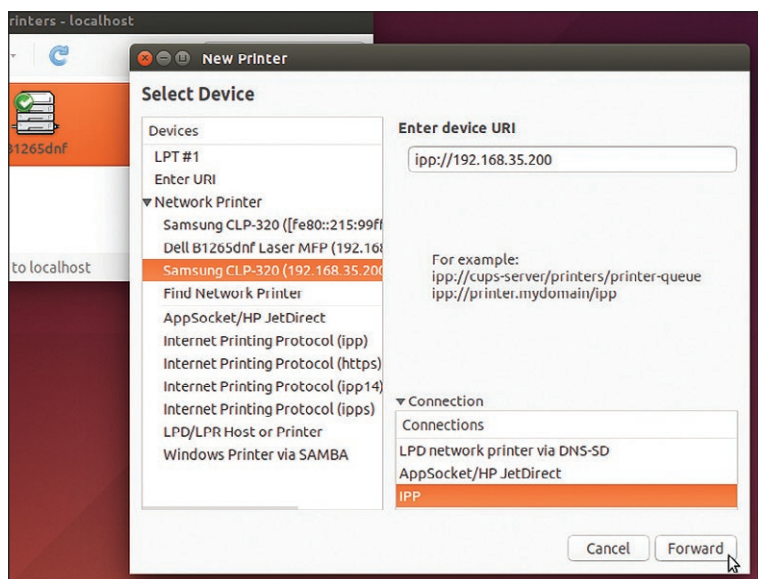 rinters - localhost
New Printer
Select Device
B1265dnf
to localhost
Devices
LPT #1
Enter URI
Network Printer
Samsung CLP-320 ([fe80::215:99ff
Dell B1265dnf Laser MFP (192.168
Samsung CLP-320 (192.168.35.200
Find Network Printer
AppSocket/HP JetDirect
Internet Printing Protocol (ipp)
Internet Printing Protocol (https)
Internet Printing Protocol (ipp14)
Internet Printing Protocol (ipps)
LPD/LPR Host or Printer
Windows Printer via SAMBA
Enter device URI
ipp://192.168.35.200
For example:
ipp://cups-server/printers/printer-queue
ipp://printer.mydomain/ipp
Connection
Connections
LPD network printer via DNS-SD
AppSocket/HP JetDirect
IPP
Cancel
Forward